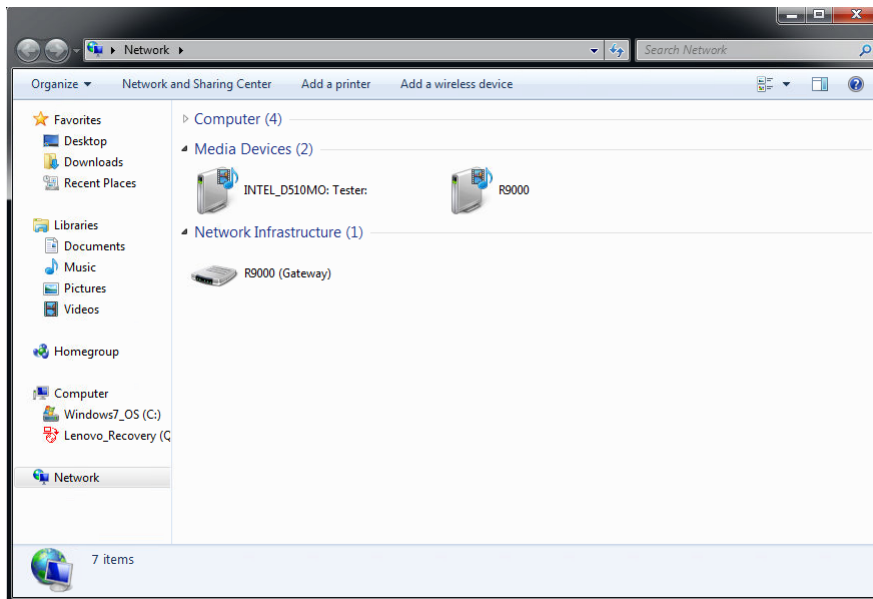 Network
Search Network
Organize Network and Sharing Center Add a printer Add a wireless device
Favorites
Desktop
Downloads
Recent Places
Libraries
Documents
Music
Pictures
Videos
Homegroup
Computer
Windows7_OS (C:)
Lenovo_Recovery (Q
Network
Computer (4)
Media Devices (2)
INTEL_D510MO: Tester: R9000
Network Infrastructure (1)
R9000 (Gateway)
7 items